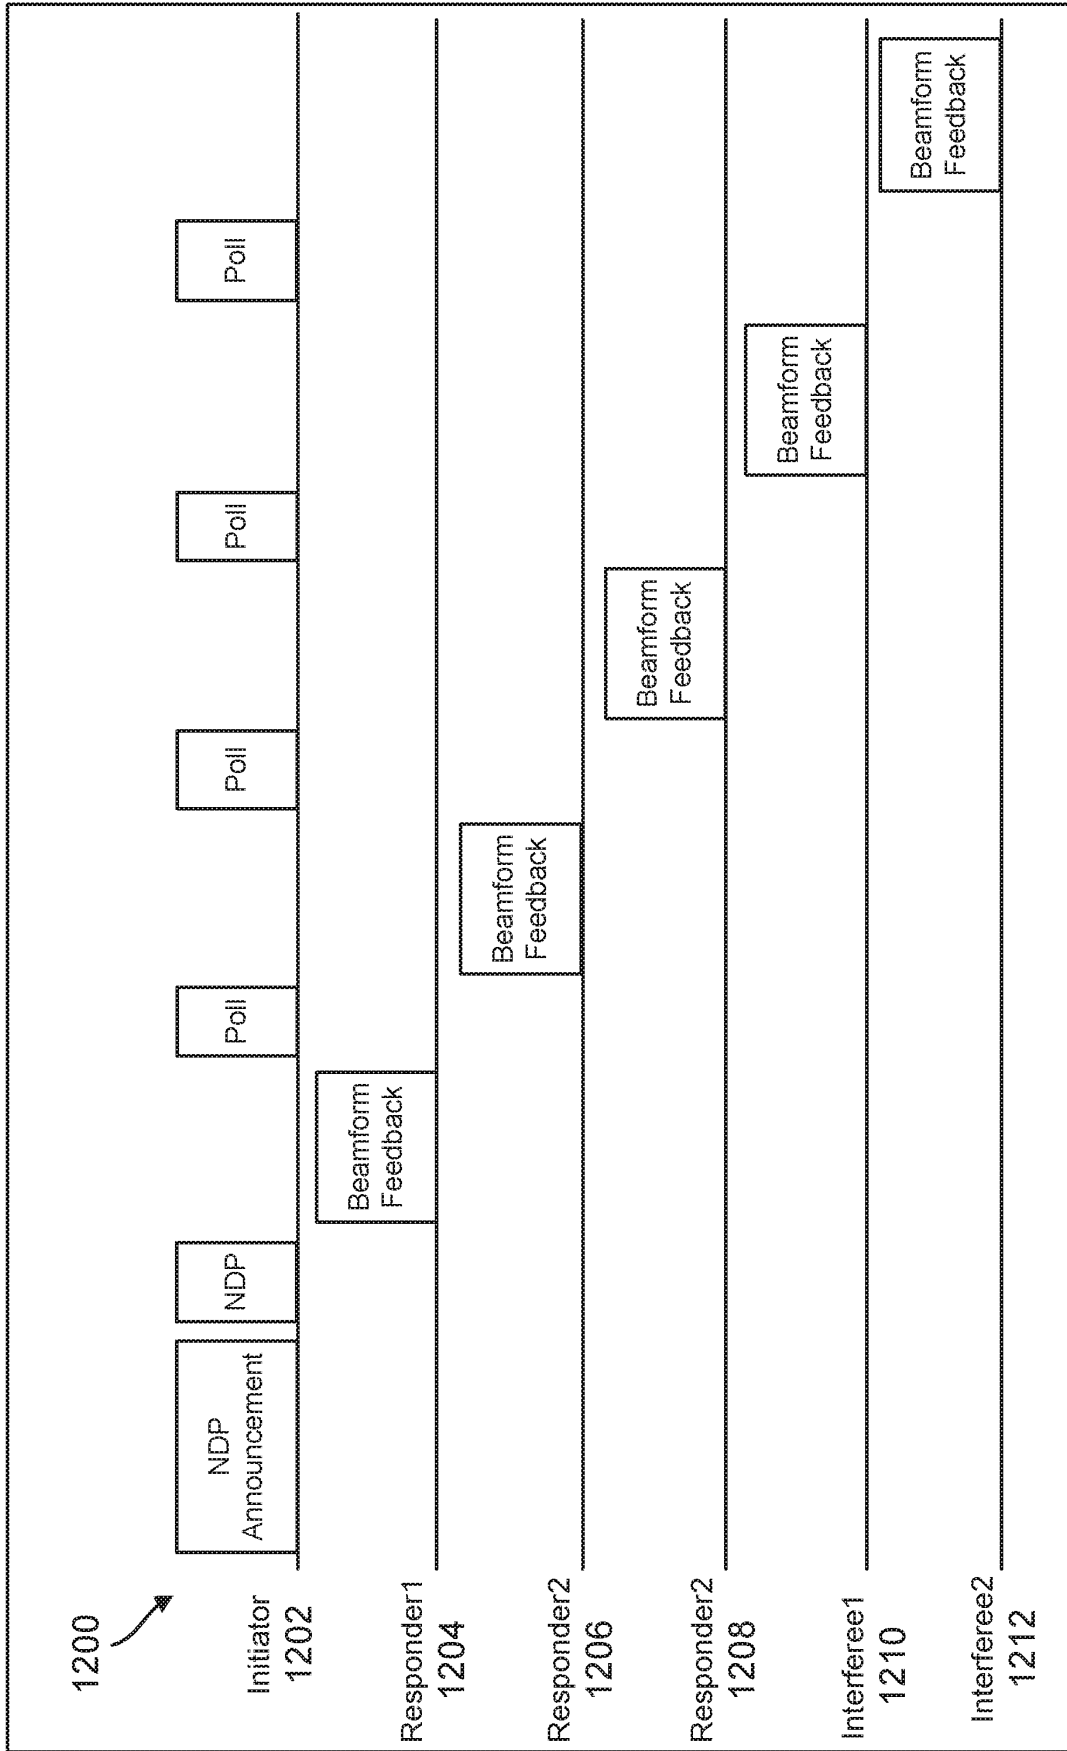 1200
Initiator
1202
NDP
Announcement
NDP
Poll
Poll
Poll
Poll
Responder1
1204
Beamform
Feedback
Responder2
1206
Beamform
Feedback
Responder2
1208
Beamform
Feedback
Interferee1
1210
Beamform
Feedback
Interferee2
1212
Beamform
Feedback